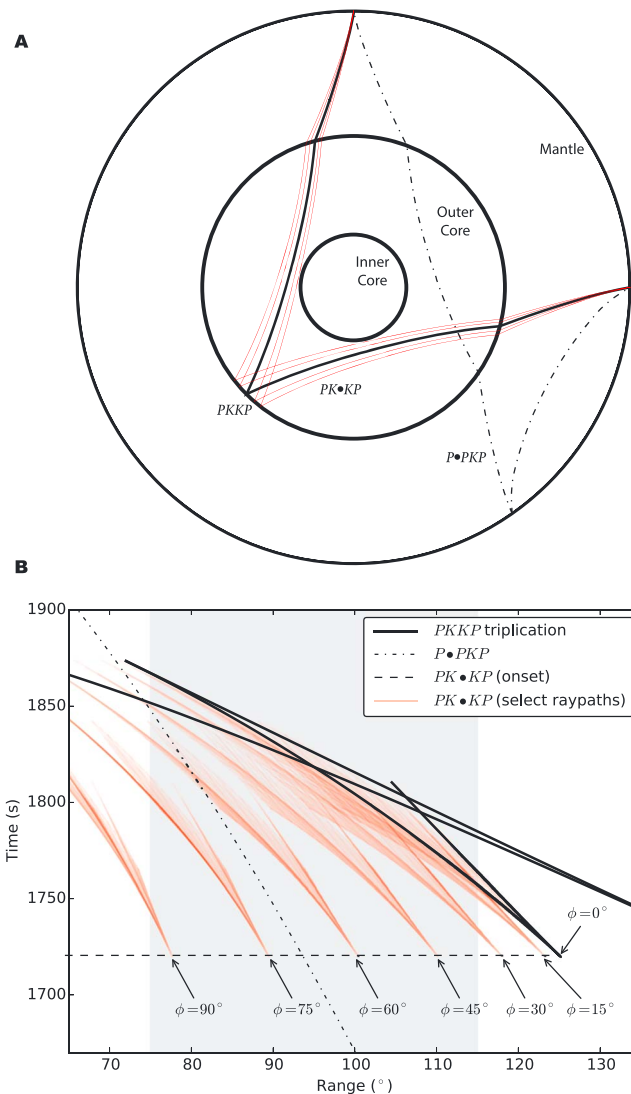 A
Mantle
Outer
Core
Inner
Core
PKKP
PK•KP
P•PKP
B
1900
1850
1800
1750
1700
Time (s)
PKKP triplication
P•PKP
PK•KP (onset)
PK•KP (select raypaths)
ϕ=0°
ϕ=90°
ϕ=75°
ϕ=60°
ϕ=45°
ϕ=30°
ϕ=15°
70
80
90
100
110
120
130
Range (°)